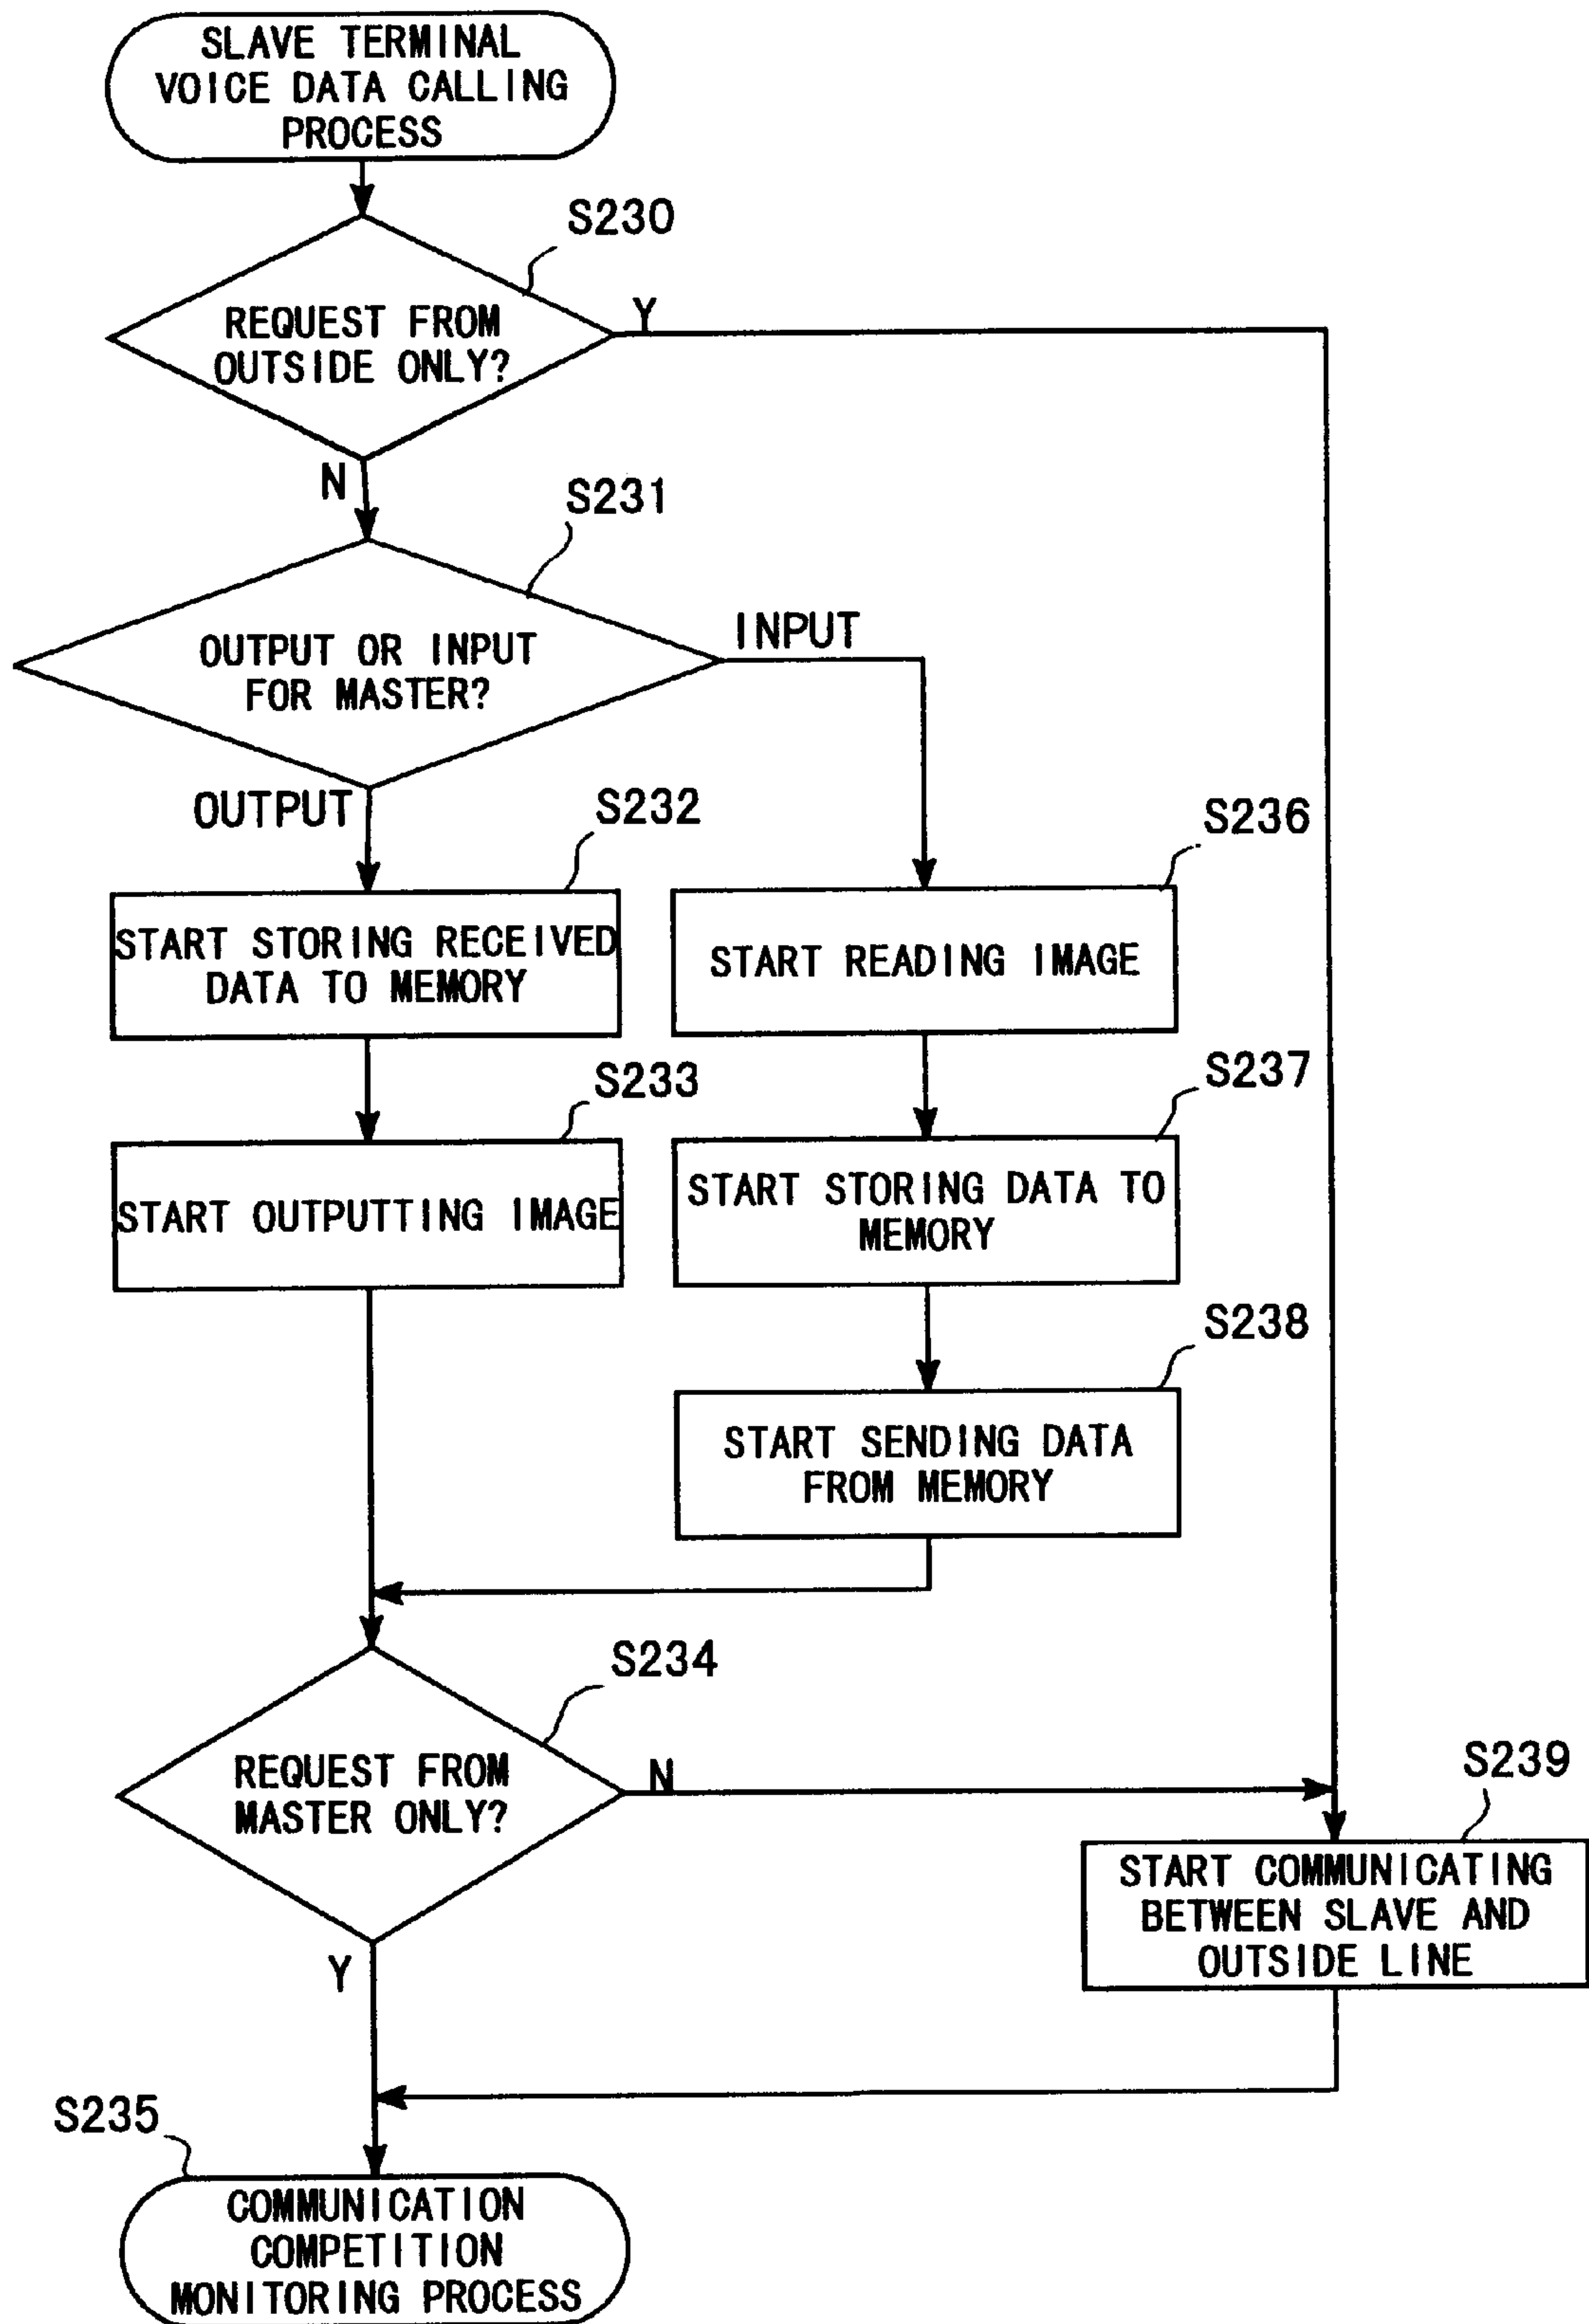 SLAVE TERMINAL
VOICE DATA CALLING
PROCESS
S230
REQUEST FROM
OUTSIDE ONLY?
Y
N
S231
OUTPUT OR INPUT
FOR MASTER?
INPUT
OUTPUT
S232
START STORING RECEIVED
DATA TO MEMORY
S236
START READING IMAGE
S233
START OUTPUTTING IMAGE
S237
START STORING DATA TO
MEMORY
S238
START SENDING DATA
FROM MEMORY
S234
REQUEST FROM
MASTER ONLY?
N
Y
S239
START COMMUNICATING
BETWEEN SLAVE AND
OUTSIDE LINE
S235
COMMUNICATION
COMPETITION
MONITORING PROCESS